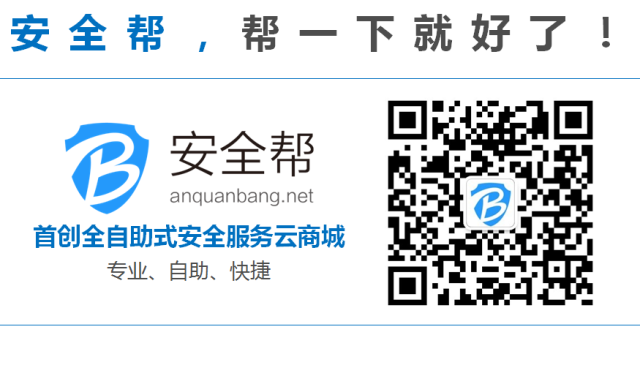 安全帮，帮一下就好了！
安全帮
anquanbang.net
首创全自助式安全服务云商城
专业、自助、快捷